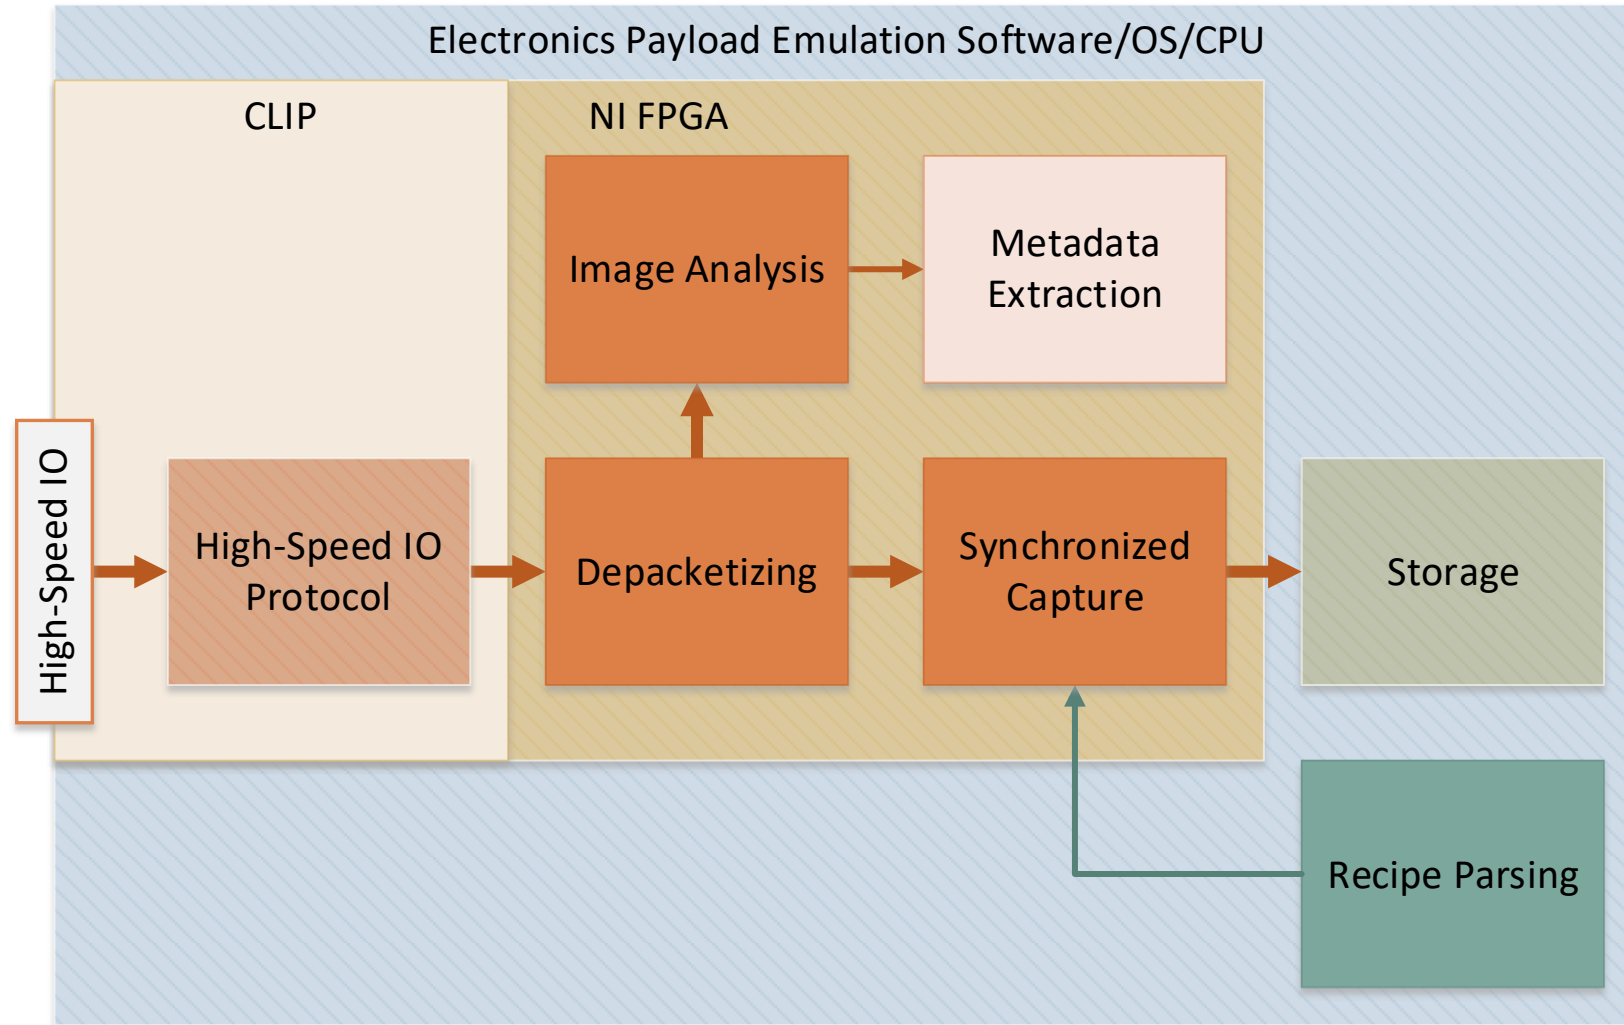 Electronics Payload Emulation Software/OS/CPU
CLIP
NI FPGA
Image Analysis
Metadata
Extraction
High-Speed IO
High-Speed IO
Protocol
Depacketizing
Synchronized
Capture
Storage
Recipe Parsing